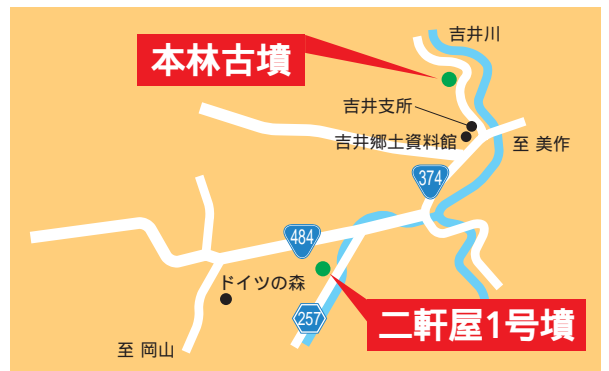 吉井川
本林古墳
吉井支所
吉井郷土資料館
至 美作
374
484
ドイツの森
257
二軒屋1号墳
至 岡山